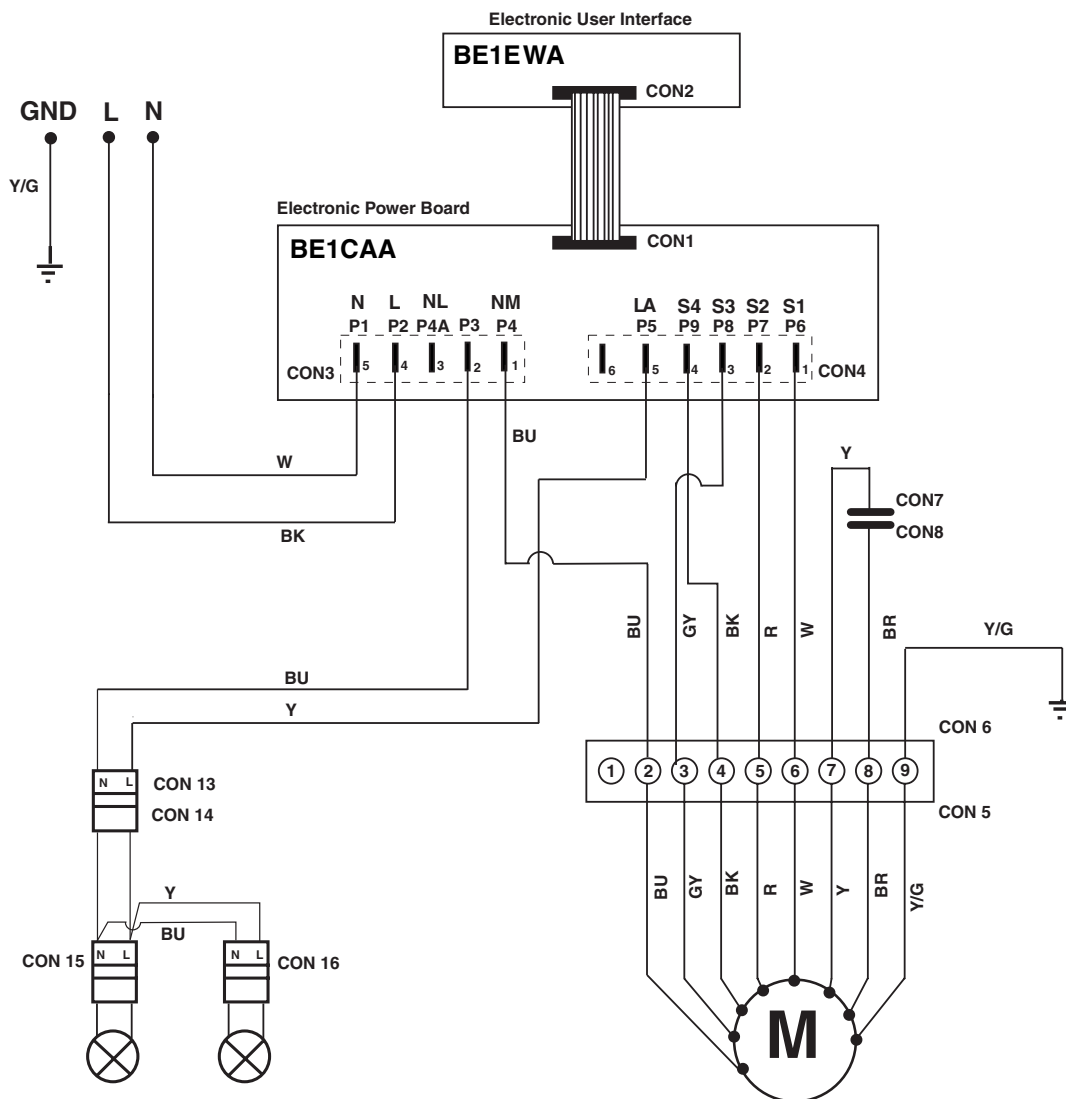 Electronic User Interface
BE1EWA
CON2
GND L N
Y/G
Electronic Power Board
CON1
BE1CAA
N L NL NM
P1 P2 P4A P3 P4
LA S4 S3 S2 S1
P5 P9 P8 P7 P6
CON3
5 4 3 2 1
6 5 4 3 2 1
CON4
BU
W
BK
Y
CON7
CON8
BU GY BK R W BR
Y/G
BU
Y
CON 6
1 2 3 4 5 6 7 8 9
CON 5
N L
CON 13
CON 14
BU GY BK R W Y BR Y/G
Y
BU
CON 15
N L
N L
CON 16
M